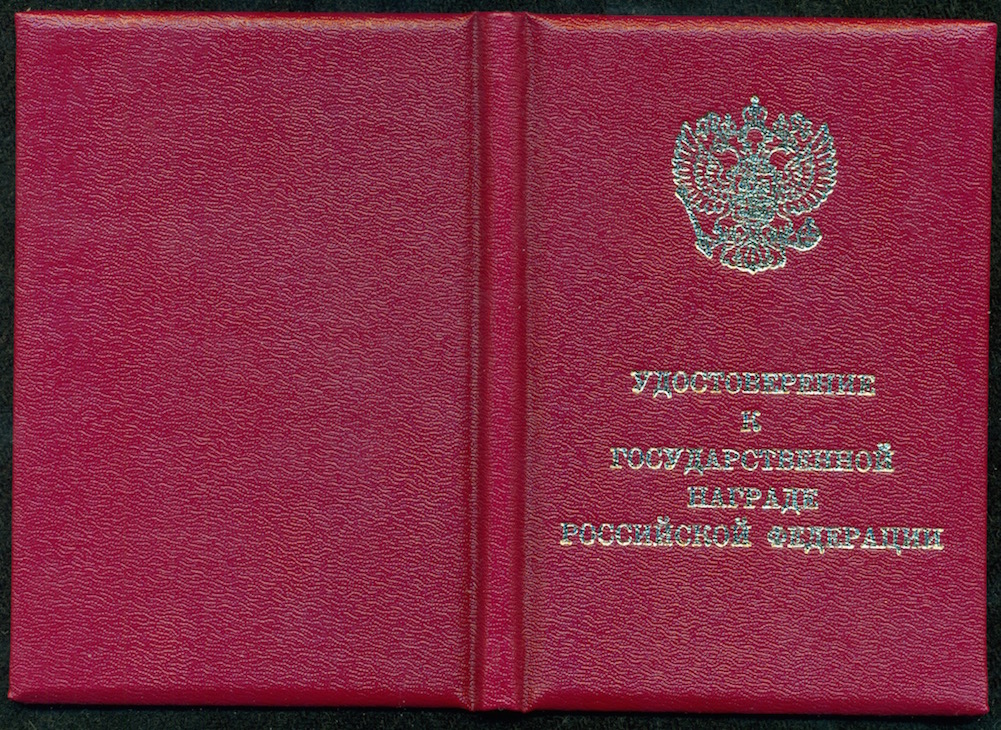 УДОСТОВЕРЕНИЕ
К
ГОСУДАРСТВЕННОЙ
НАГРАДЕ
РОССИЙСКОЙ ФЕДЕРАЦИИ